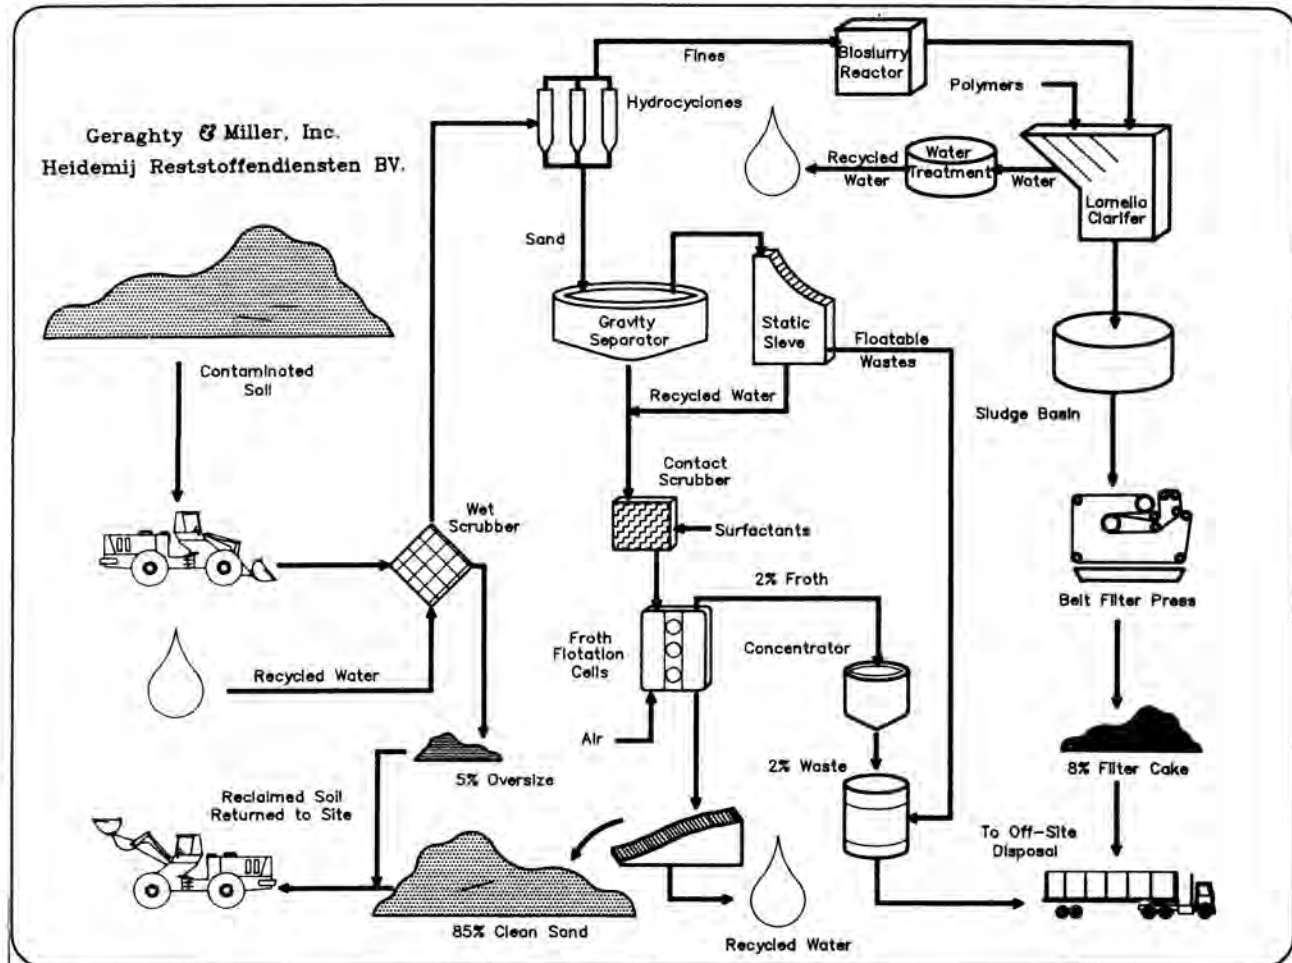 Geraghty & Miller, Inc.
Heidemij Reststoffendiensten BV.
Fines
Bioslurry
Reactor
Hydrocyclones
Polymers
Recycled
Water
Water
Treatment
Water
Lamella
Clarifer
Sand
Gravity
Separator
Static
Sieve
Floatable
Wastes
Contaminated
Soil
Recycled Water
Sludge Basin
Contact
Scrubber
Wet
Scrubber
Surfactants
2% Froth
Belt Filter Press
Froth
Flotation
Cells
Concentrator
Recycled Water
Air
2% Waste
8% Filter Cake
5% Oversize
Reclaimed Soil
Returned to Site
To Off-Site
Disposal
85% Clean Sand
Recycled Water